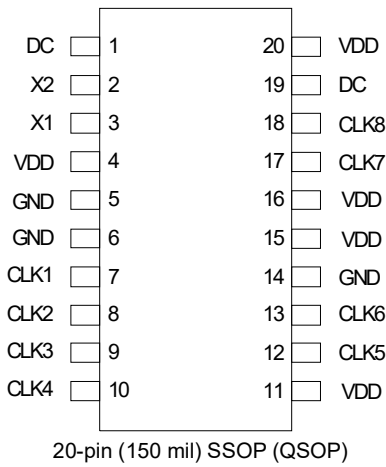 DC 1 20 VDD
X2 2 19 DC
X1 3 18 CLK8
VDD 4 17 CLK7
GND 5 16 VDD
GND 6 15 VDD
CLK1 7 14 GND
CLK2 8 13 CLK6
CLK3 9 12 CLK5
CLK4 10 11 VDD
20-pin (150 mil) SSOP (QSOP)